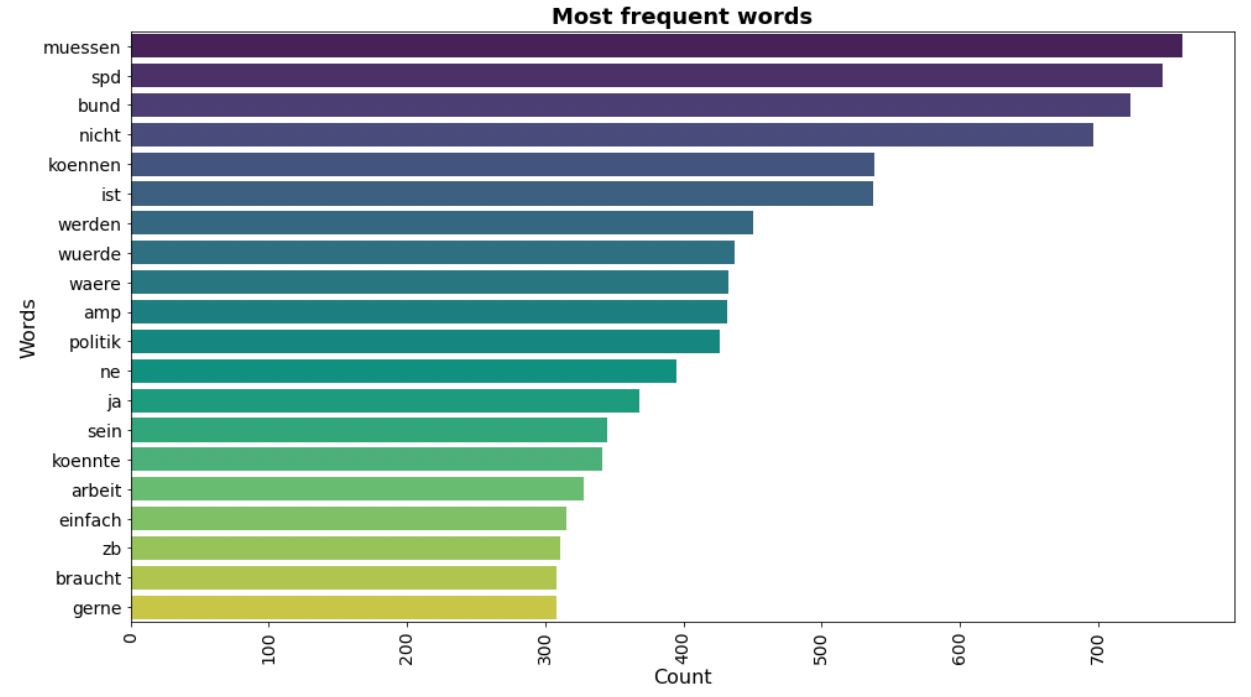 Most frequent words
Words
muessen
spd
bund
nicht
koennen
ist
werden
wuerde
waere
amp
politik
ne
ja
sein
koennte
arbeit
einfach
zb
braucht
gerne
0
100
200
300
400
500
600
700
Count